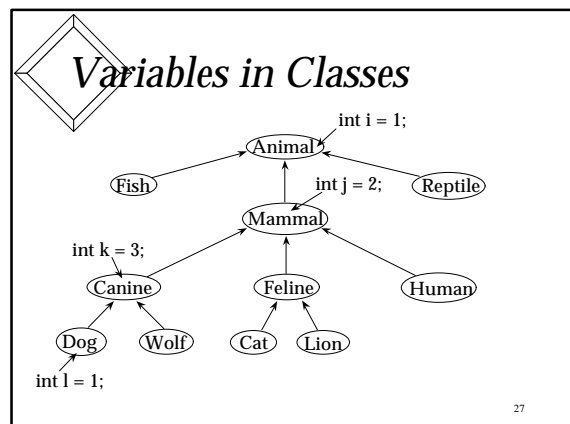 Variables in Classes
int i = 1;
Animal
Fish
int j = 2;
Reptile
Mammal
int k = 3;
Canine
Feline
Human
Dog
Wolf
Cat
Lion
int l = 1;
27